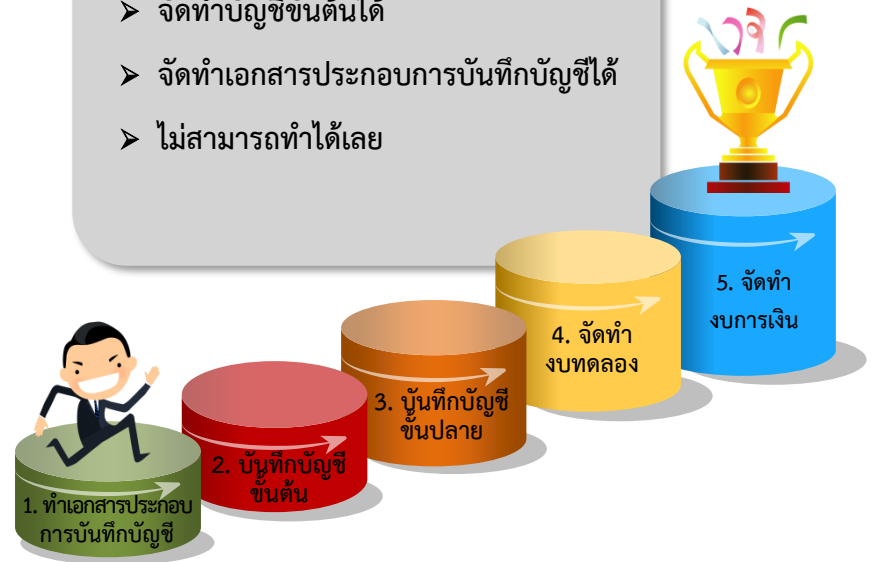 ➢ จัดทำบัญชีขั้นต้นได้
➢ จัดทำเอกสารประกอบการบันทึกบัญชีได้
➢ ไม่สามารถทำได้เลย
5. จัดทำ
งบการเงิน
4. จัดทำ
งบทดลอง
3. บันทึกบัญชี
ขั้นปลาย
2. บันทึกบัญชี
ขั้นต้น
1. ทำเอกสารประกอบ
การบันทึกบัญชี